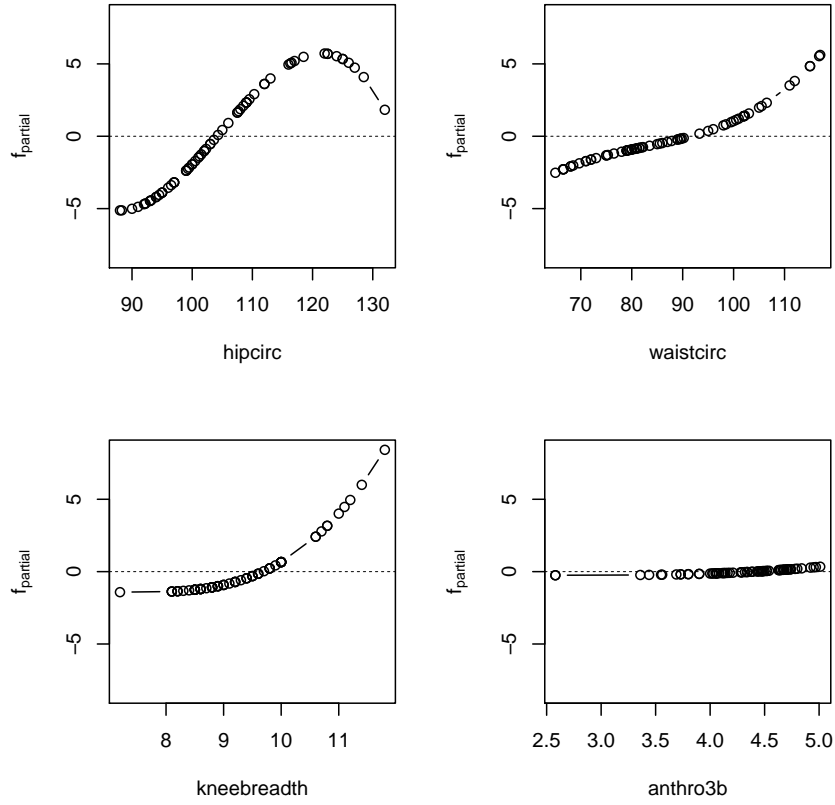 5
0
−5
f_partial
90 100 110 120 130
hipcirc
5
0
−5
f_partial
70 80 90 100 110
waistcirc
5
0
−5
f_partial
8 9 10 11
kneebreadth
5
0
−5
f_partial
2.5 3.0 3.5 4.0 4.5 5.0
anthro3b